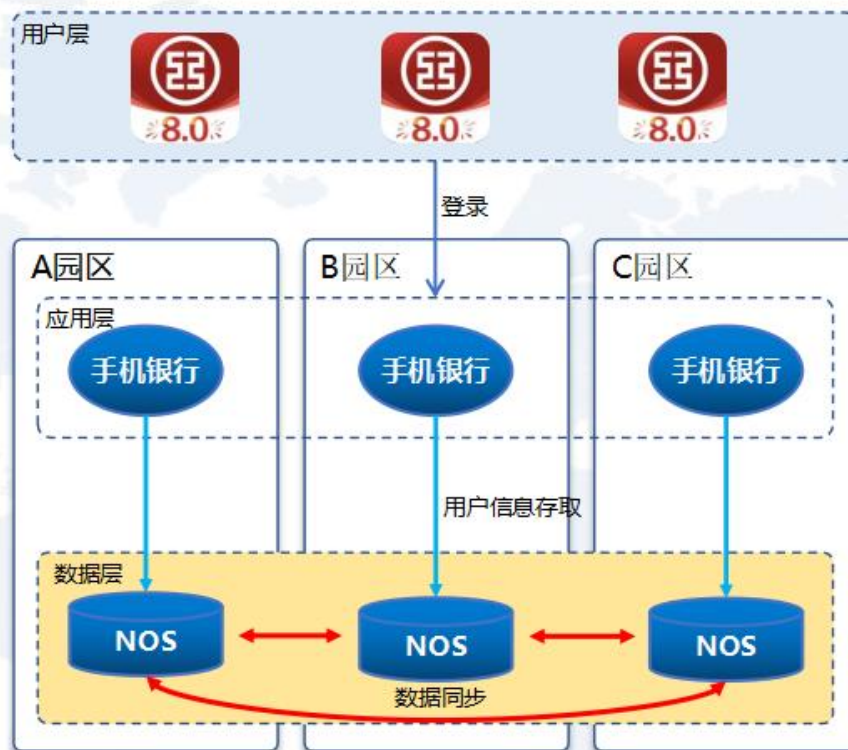 用户层
8.0
8.0
8.0
登录
A园区
B园区
C园区
应用层
手机银行
手机银行
手机银行
用户信息存取
数据层
NOS
NOS
NOS
数据同步